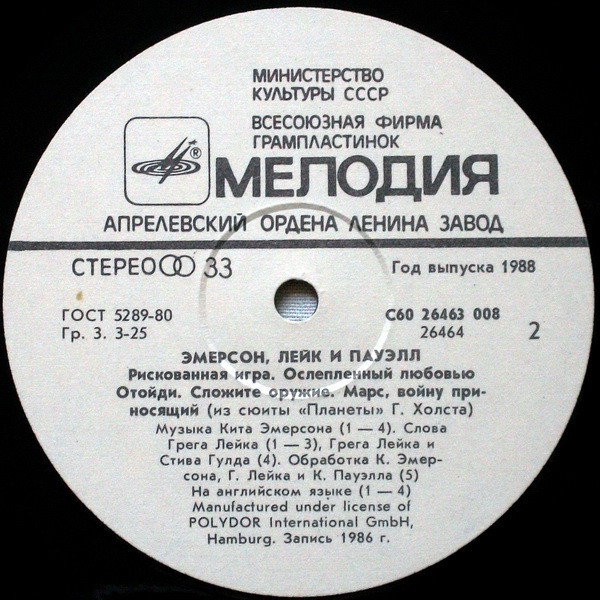 МИНИСТЕРСТВО
КУЛЬТУРЫ СССР
ВСЕСОЮЗНАЯ ФИРМА
ГРАМПЛАСТИНОК
®
МЕЛОДИЯ
АПРЕЛЕВСКИЙ ОРДЕНА ЛЕНИНА ЗАВОД
СТЕРЕО 33
Год выпуска 1988
ГОСТ 5289-80
Гр. 3. 3-25
С60 26463 008
26464
2
ЭМЕРСОН, ЛЕЙК И ПАУЭЛЛ
Рискованная игра. Ослепленный любовью
Отойди. Сложите оружие. Марс, войну при-
носящий (из сюиты «Планеты» Г. Холста)
Музыка Кита Эмерсона (1 — 4). Слова
Грега Лейка (1 — 3), Грега Лейка и
Стива Гулда (4). Обработка К. Эмер-
сона, Г. Лейка и К. Пауэлла (5)
На английском языке (1 — 4)
Manufactured under license of
POLYDOR International GmbH,
Hamburg. Запись 1986 г.